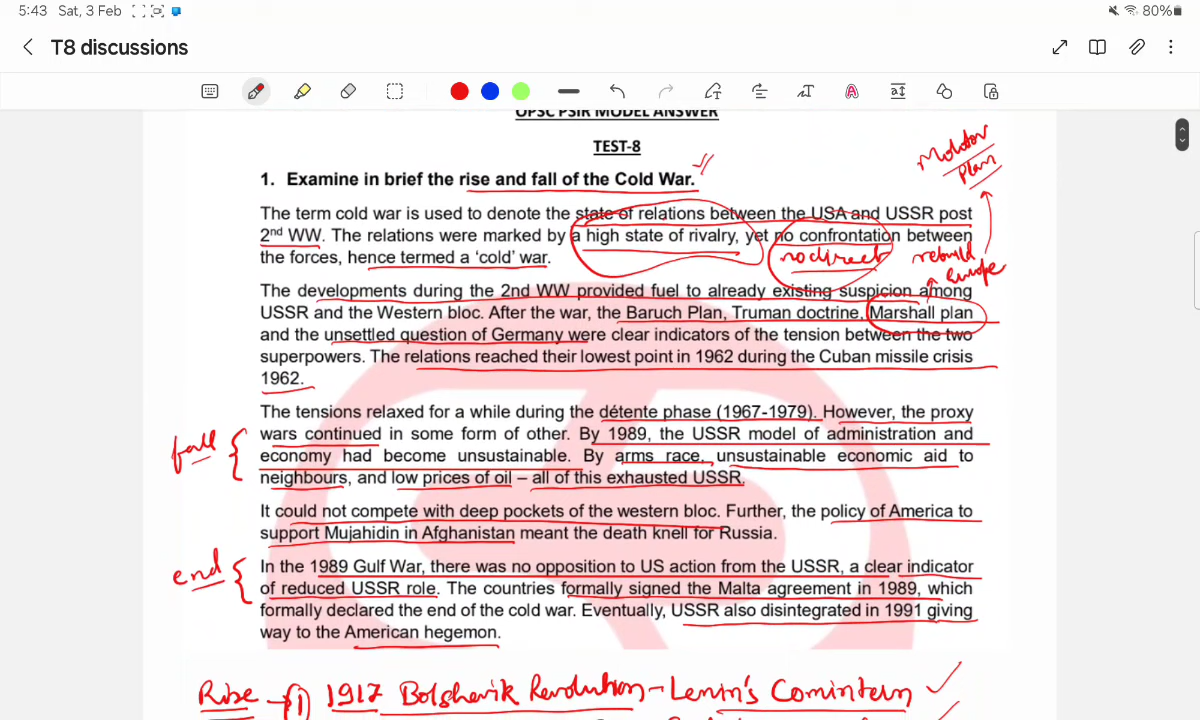 5:43 Sat, 3 Feb 80%
T8 discussions
UPSC PSIR MODEL ANSWER
TEST-8
Molotov
Plan
1. Examine in brief the rise and fall of the Cold War.
The term cold war is used to denote the state of relations between the USA and USSR post
2nd WW. The relations were marked by a high state of rivalry, yet no confrontation between
the forces, hence termed a 'cold' war.
no direct
rebuild
Europe
The developments during the 2nd WW provided fuel to already existing suspicion among
USSR and the Western bloc. After the war, the Baruch Plan, Truman doctrine, Marshall plan
and the unsettled question of Germany were clear indicators of the tension between the two
superpowers. The relations reached their lowest point in 1962 during the Cuban missile crisis
1962.
The tensions relaxed for a while during the détente phase (1967-1979). However, the proxy
fall
wars continued in some form of other. By 1989, the USSR model of administration and
economy had become unsustainable. By arms race, unsustainable economic aid to
neighbours, and low prices of oil – all of this exhausted USSR.
It could not compete with deep pockets of the western bloc. Further, the policy of America to
support Mujahidin in Afghanistan meant the death knell for Russia.
end
In the 1989 Gulf War, there was no opposition to US action from the USSR, a clear indicator
of reduced USSR role. The countries formally signed the Malta agreement in 1989, which
formally declared the end of the cold war. Eventually, USSR also disintegrated in 1991 giving
way to the American hegemon.
Rise - (1) 1917 Bolshevik Revolution - Lenin's Comintern